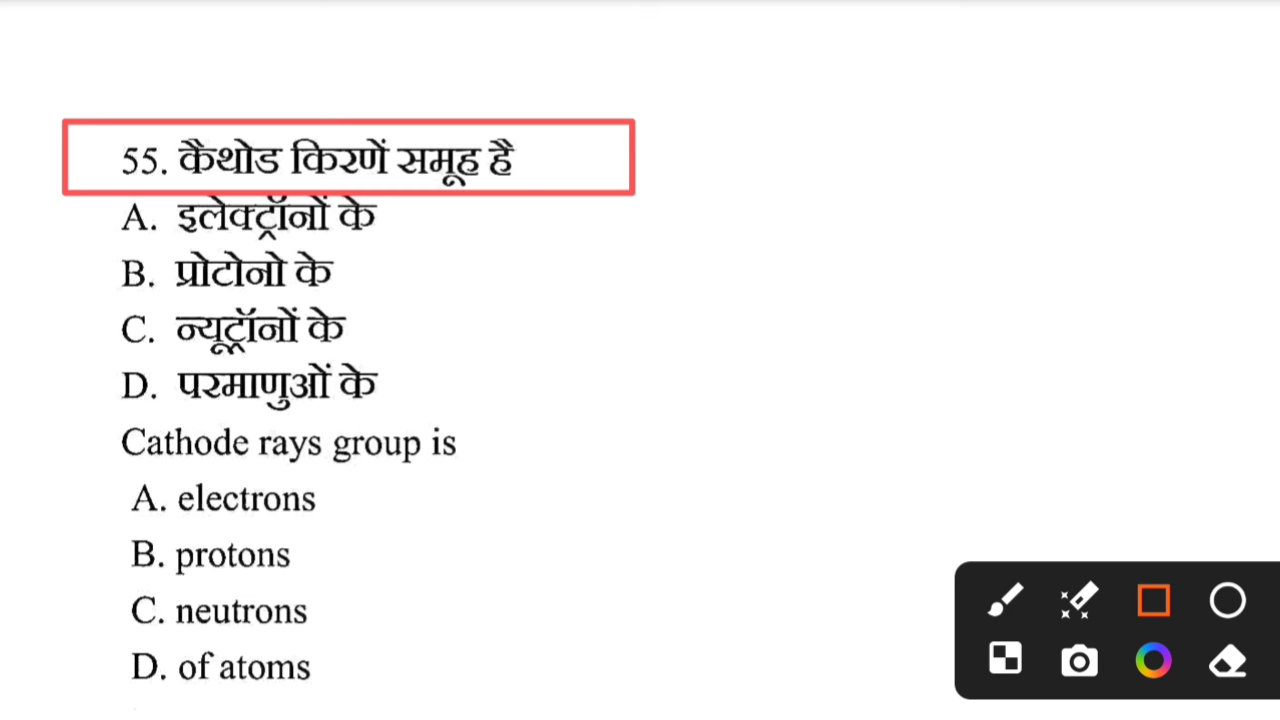 55. कैथोड किरणें समूह है
A. इलेक्ट्रॉनों के
B. प्रोटोनो के
C. न्यूट्रॉनों के
D. परमाणुओं के
Cathode rays group is
A. electrons
B. protons
C. neutrons
D. of atoms